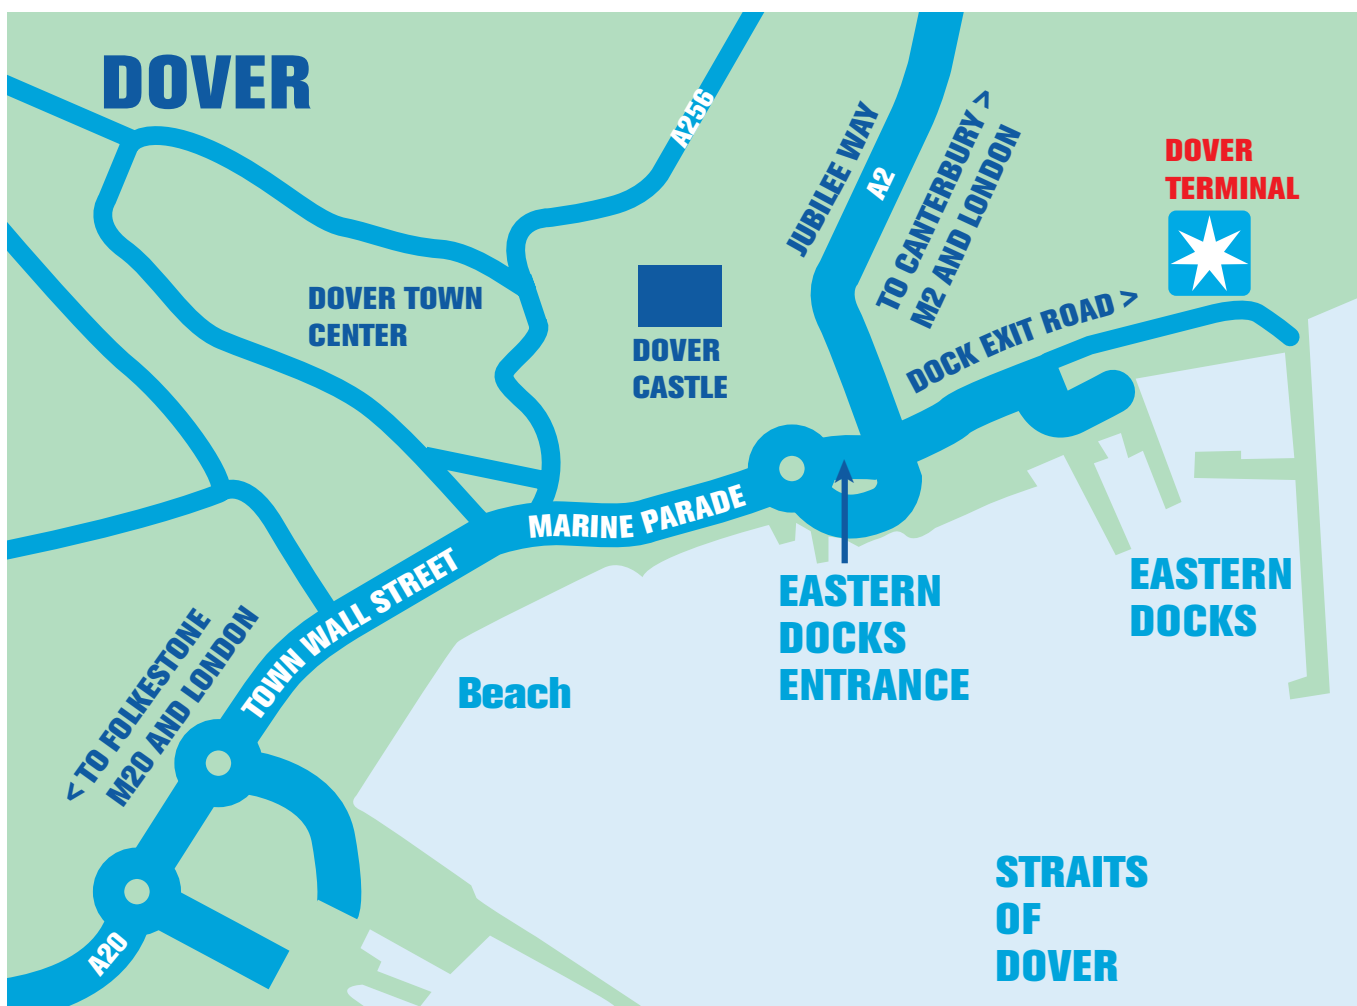 DOVER
A256
JUBILEE WAY
A2
TO CANTERBURY >
M2 AND LONDON
DOVER
TERMINAL
DOVER TOWN
CENTER
DOVER
CASTLE
DOCK EXIT ROAD >
MARINE PARADE
TOWN WALL STREET
EASTERN
DOCKS
ENTRANCE
EASTERN
DOCKS
< TO FOLKESTONE
M20 AND LONDON
Beach
A20
STRAITS
OF
DOVER